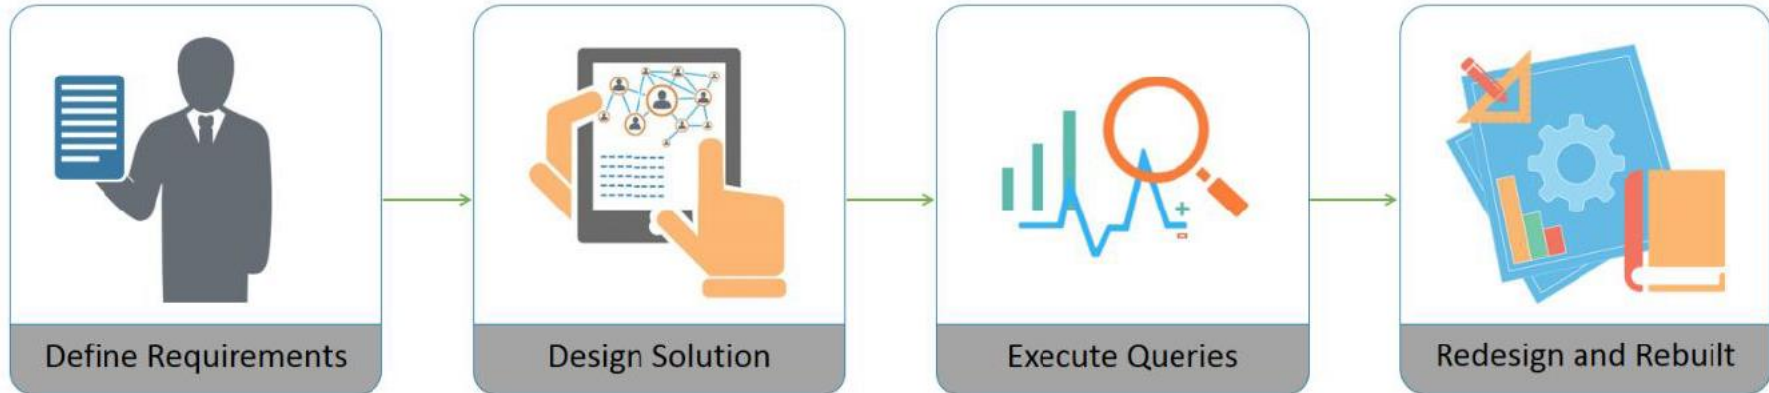 Define Requirements
Design Solution
Execute Queries
Redesign and Rebuilt